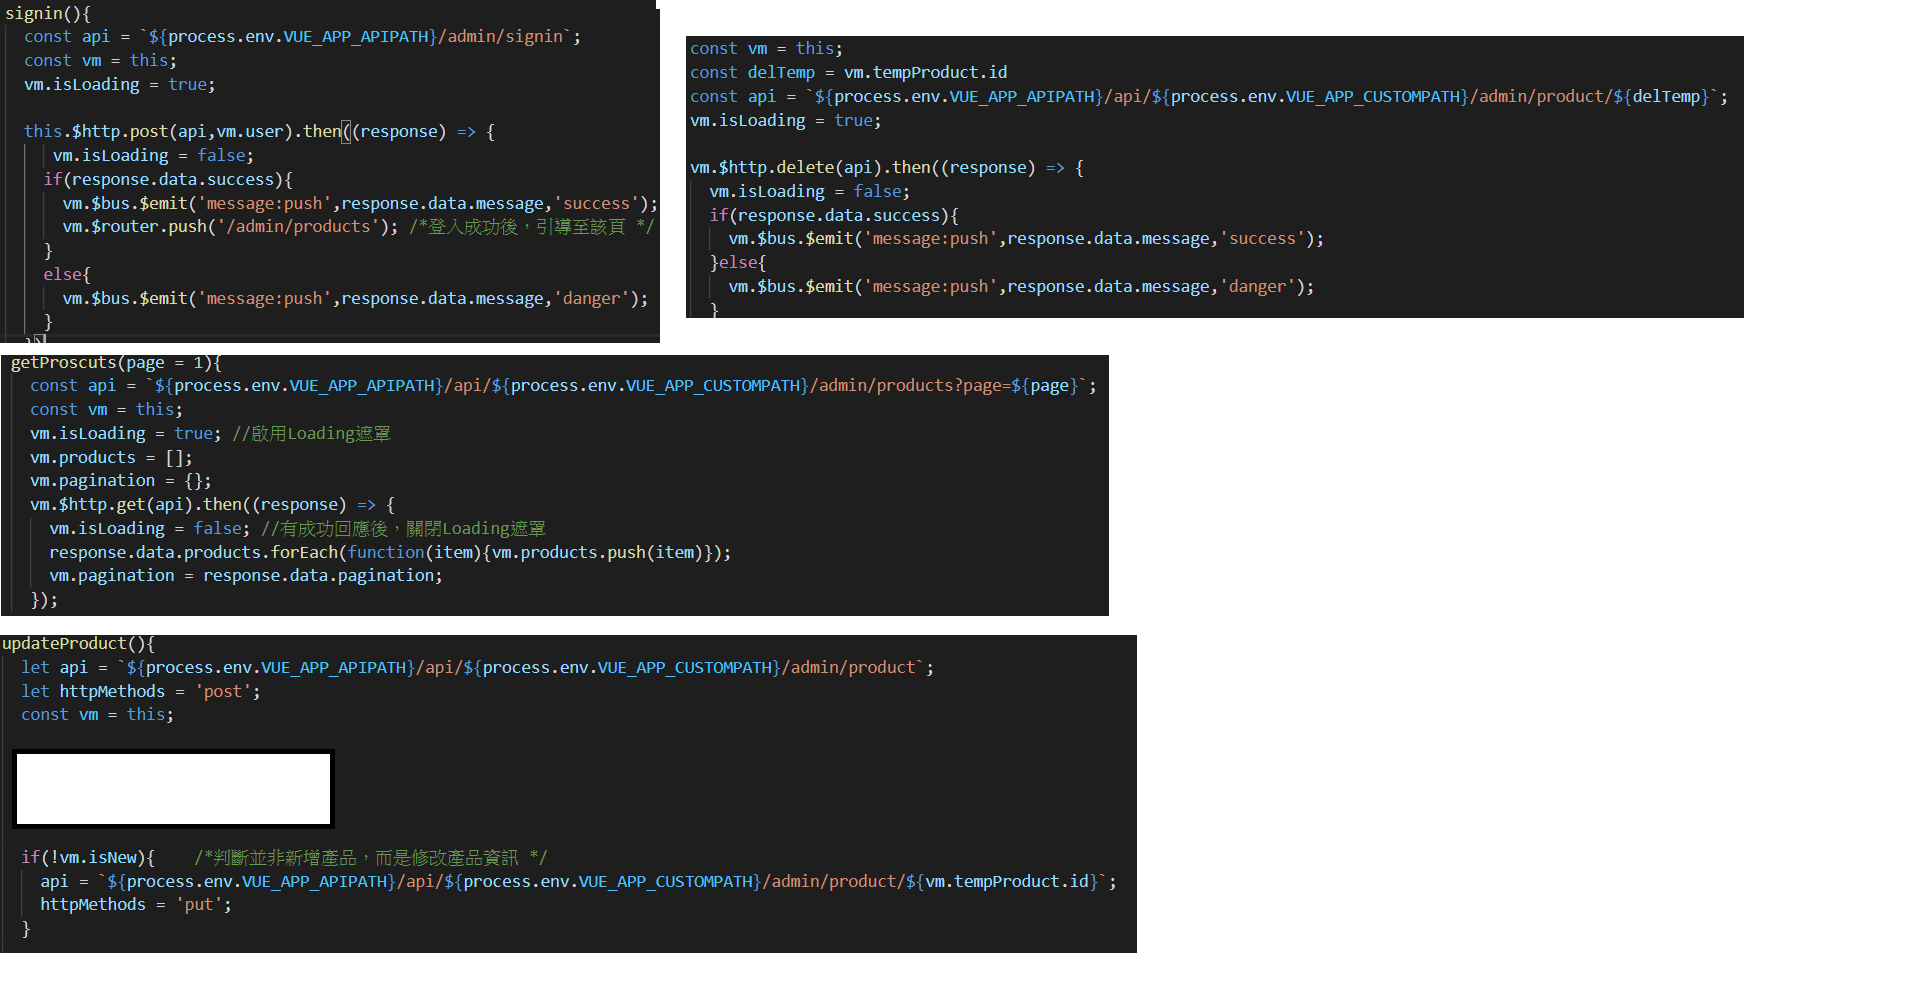 signin(){
const api = `${process.env.VUE_APP_APIPATH}/admin/signin`;
const vm = this;
vm.isLoading = true;
this.$http.post(api,vm.user).then((response) => {
vm.isLoading = false;
if(response.data.success){
vm.$bus.$emit('message:push',response.data.message,'success');
vm.$router.push('/admin/products'); /*登入成功後，引導至該頁 */
}
else{
vm.$bus.$emit('message:push',response.data.message,'danger');
}
})
const vm = this;
const delTemp = vm.tempProduct.id
const api = `${process.env.VUE_APP_APIPATH}/api/${process.env.VUE_APP_CUSTOMPATH}/admin/product/${delTemp}`;
vm.isLoading = true;
vm.$http.delete(api).then((response) => {
vm.isLoading = false;
if(response.data.success){
vm.$bus.$emit('message:push',response.data.message,'success');
}else{
vm.$bus.$emit('message:push',response.data.message,'danger');
}
getProscuts(page = 1){
const api = `${process.env.VUE_APP_APIPATH}/api/${process.env.VUE_APP_CUSTOMPATH}/admin/products?page=${page}`;
const vm = this;
vm.isLoading = true; //啟用Loading遮罩
vm.products = [];
vm.pagination = {};
vm.$http.get(api).then((response) => {
vm.isLoading = false; //有成功回應後，關閉Loading遮罩
response.data.products.forEach(function(item){vm.products.push(item)});
vm.pagination = response.data.pagination;
});
updateProduct(){
let api = `${process.env.VUE_APP_APIPATH}/api/${process.env.VUE_APP_CUSTOMPATH}/admin/product`;
let httpMethods = 'post';
const vm = this;
if(!vm.isNew){ /*判斷並非新增產品，而是修改產品資訊 */
api = `${process.env.VUE_APP_APIPATH}/api/${process.env.VUE_APP_CUSTOMPATH}/admin/product/${vm.tempProduct.id}`;
httpMethods = 'put';
}